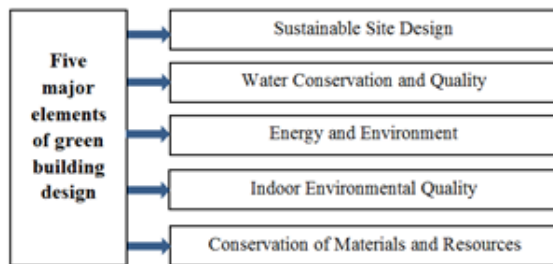 Five
major
elements
of green
building
design
Sustainable Site Design
Water Conservation and Quality
Energy and Environment
Indoor Environmental Quality
Conservation of Materials and Resources